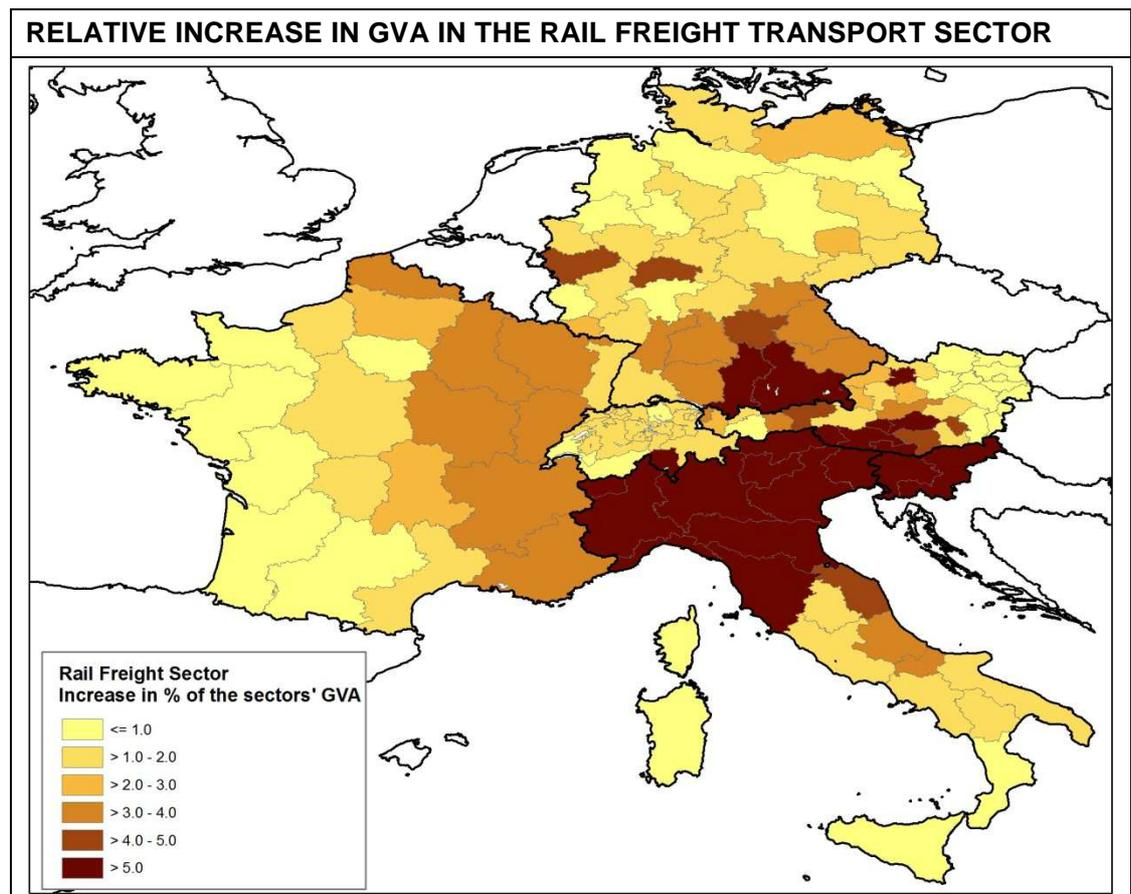 RELATIVE INCREASE IN GVA IN THE RAIL FREIGHT TRANSPORT SECTOR
Rail Freight Sector
Increase in % of the sectors' GVA
<= 1.0
> 1.0 - 2.0
> 2.0 - 3.0
> 3.0 - 4.0
> 4.0 - 5.0
> 5.0